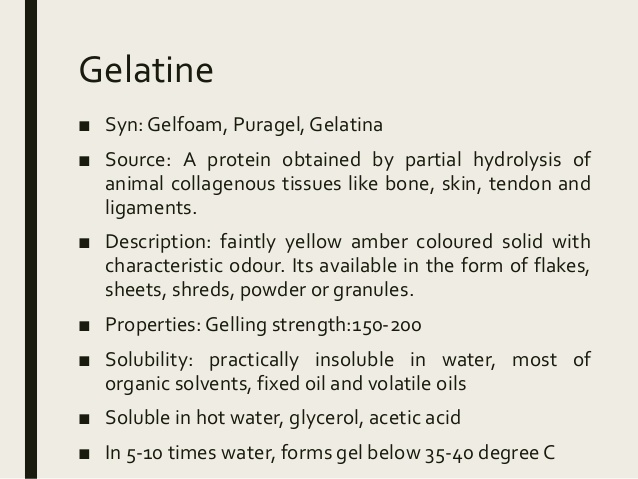 Gelatine
■ Syn: Gelfoam, Puragel, Gelatina
■ Source: A protein obtained by partial hydrolysis of
animal collagenous tissues like bone, skin, tendon and
ligaments.
■ Description: faintly yellow amber coloured solid with
characteristic odour. Its available in the form of flakes,
sheets, shreds, powder or granules.
■ Properties: Gelling strength:150-200
■ Solubility: practically insoluble in water, most of
organic solvents, fixed oil and volatile oils
■ Soluble in hot water, glycerol, acetic acid
■ In 5-10 times water, forms gel below 35-40 degree C